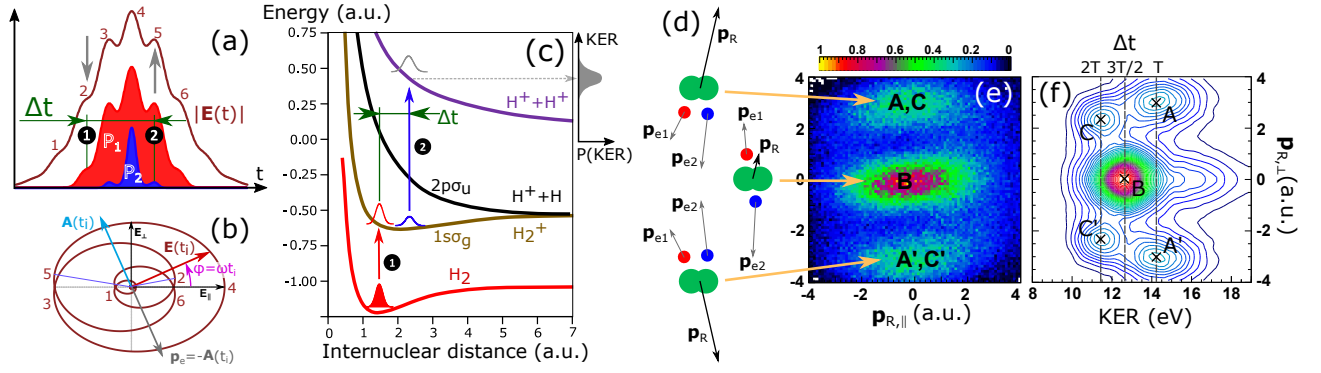 (a)
3
4
5
2
6
Δt
1
2
|E(t)|
1
ℙ1
ℙ2
t
(b)
A(ti)
E⊥
E(ti)
φ=ωti
5
2
1
E∥
4
3
6
pe=-A(ti)
Energy (a.u.)
(c)
KER
0.75
0.50
0.25
0.00
-0.25
-0.50
-0.75
-1.00
H++H+
Δt
2
2pσu
H++H
1sσg
H2+
1
H2
P(KER)
0 1 2 3 4 5 6 7
Internuclear distance (a.u.)
(d)
pR
pe1
pe2
pe1
pR
pe2
pe1
pe2
pR
1 0.8 0.6 0.4 0.2 0
(e)
4
2
0
-2
-4
A,C
B
A',C'
-4 -2 0 2 4
pR,∥ (a.u.)
Δt
2T 3T/2 T
(f)
C
A
B
C'
A'
4
2
0
-2
-4
pR,⊥(a.u.)
8 10 12 14 16 18
KER (eV)